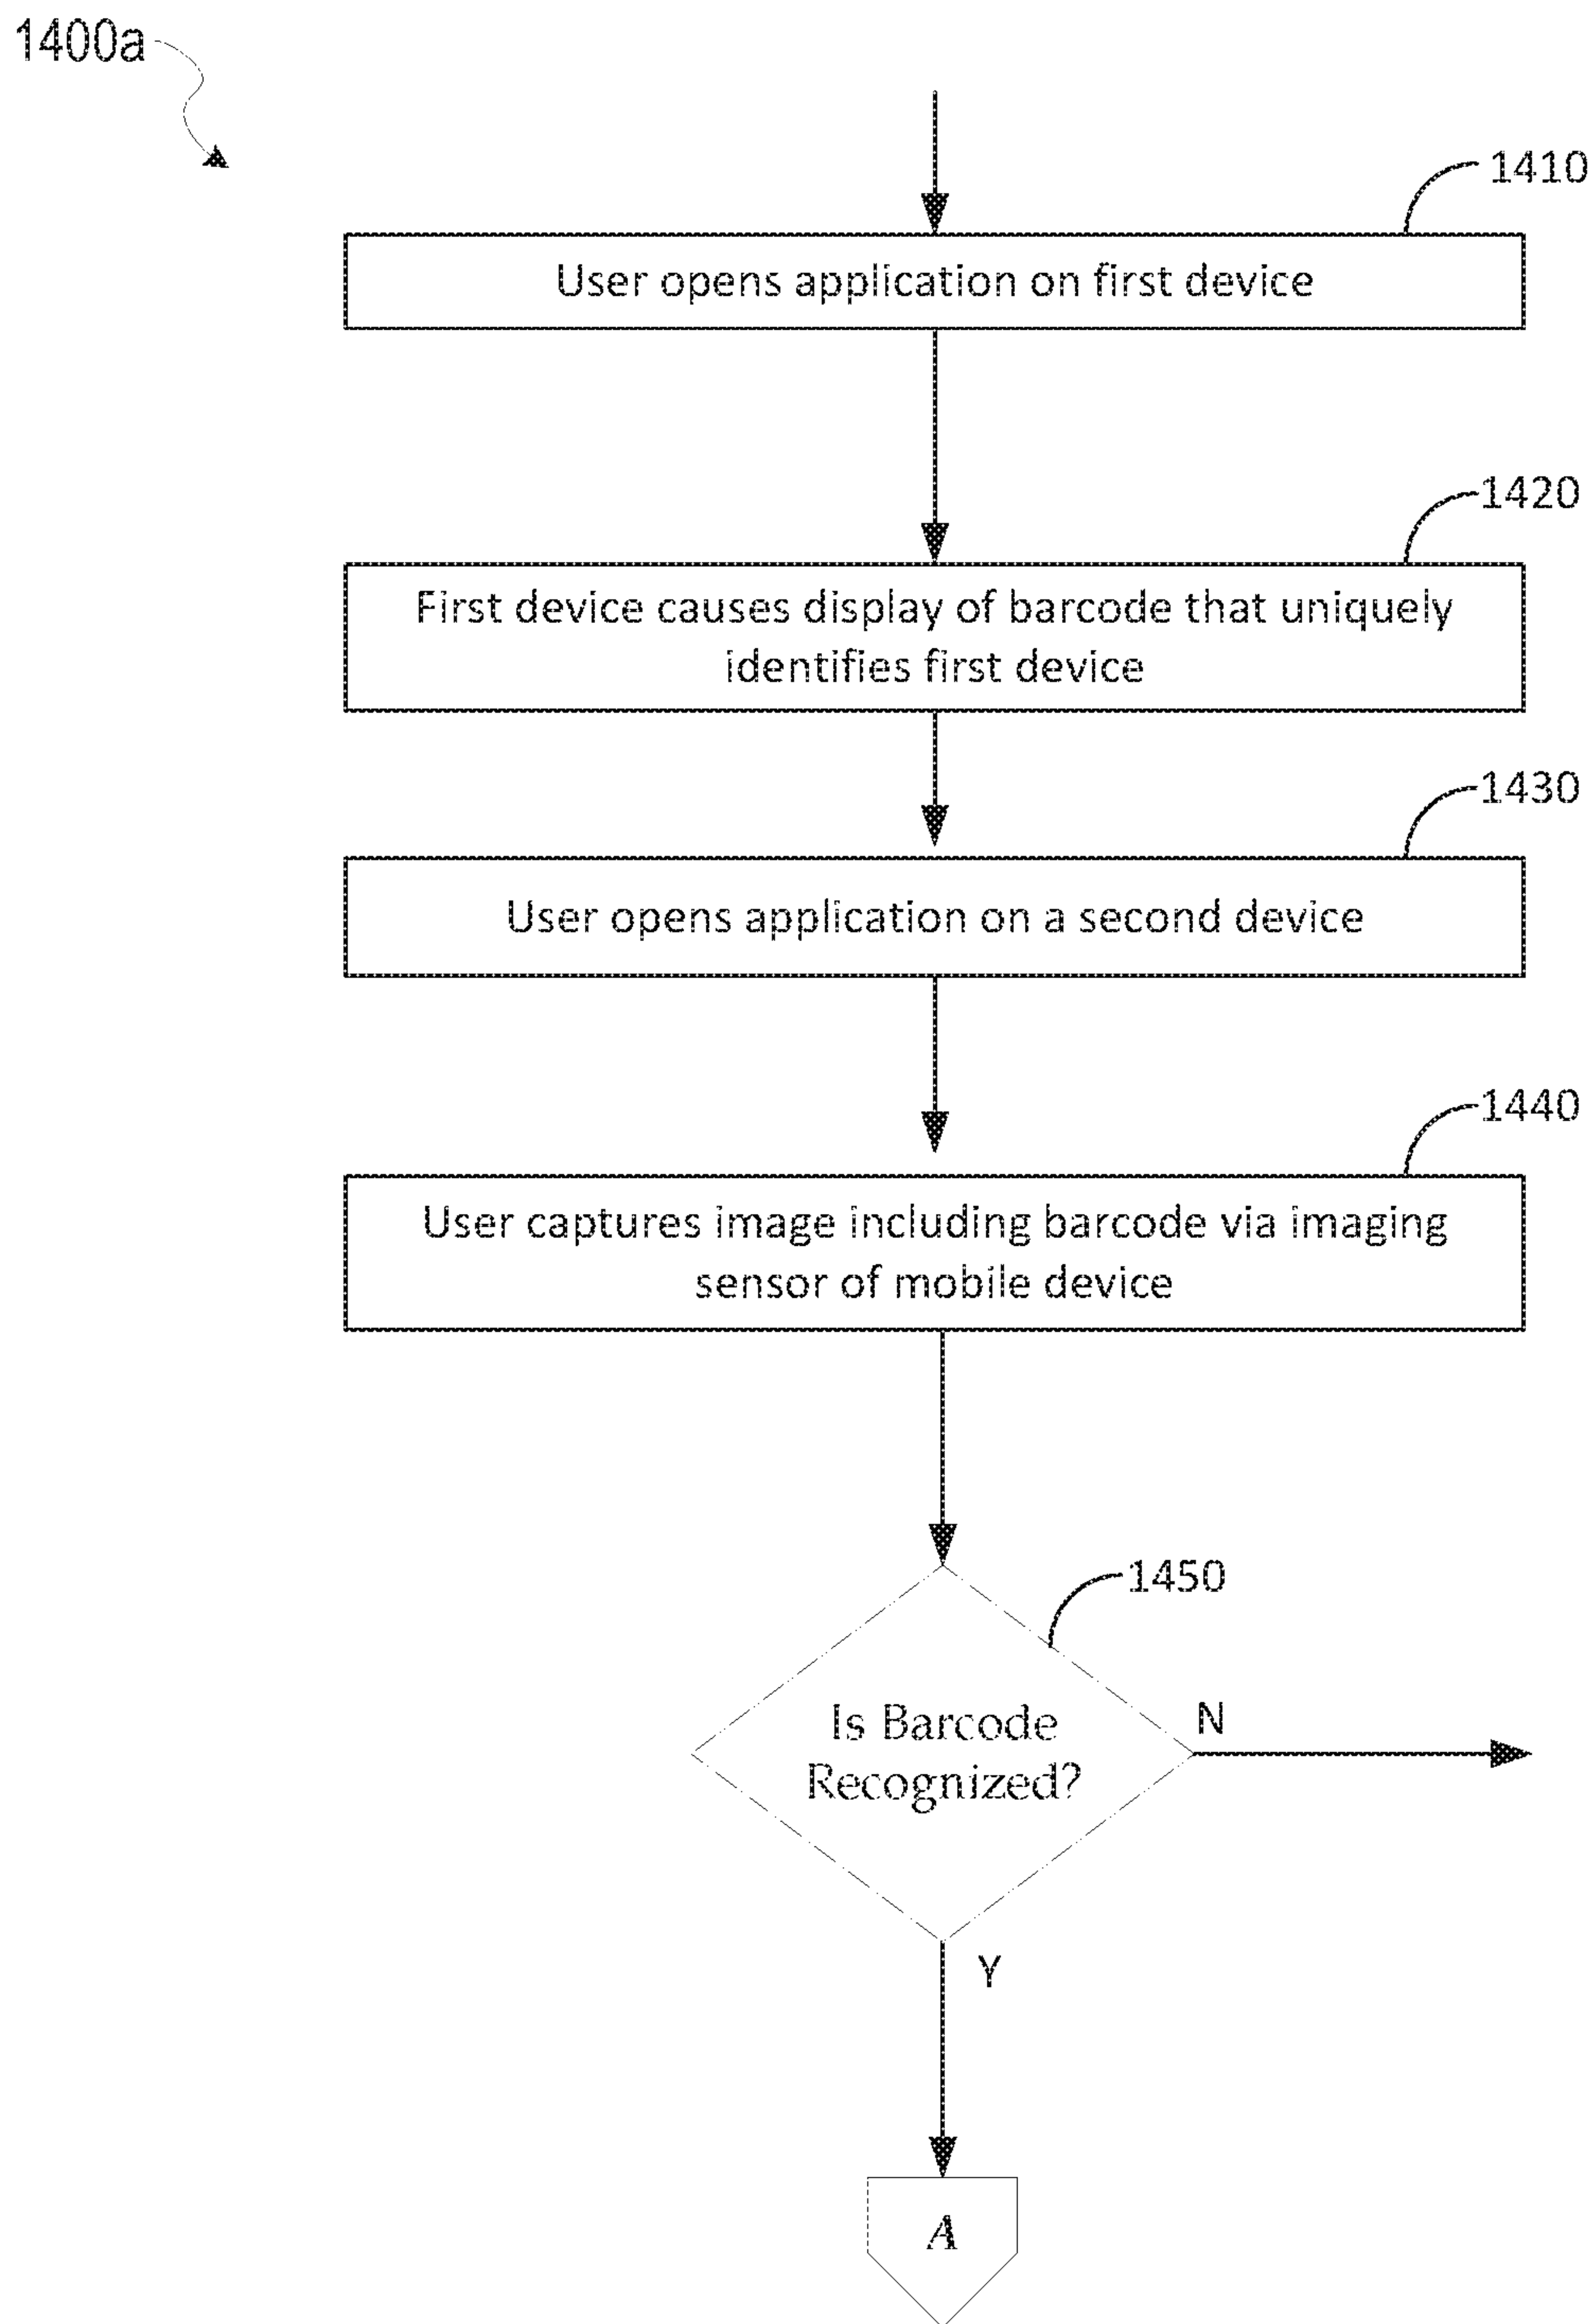 1400a
1410
User opens application on first device
1420
First device causes display of barcode that uniquely
identifies first device
1430
User opens application on a second device
1440
User captures image including barcode via imaging
sensor of mobile device
1450
Is Barcode
Recognized?
N
Y
A